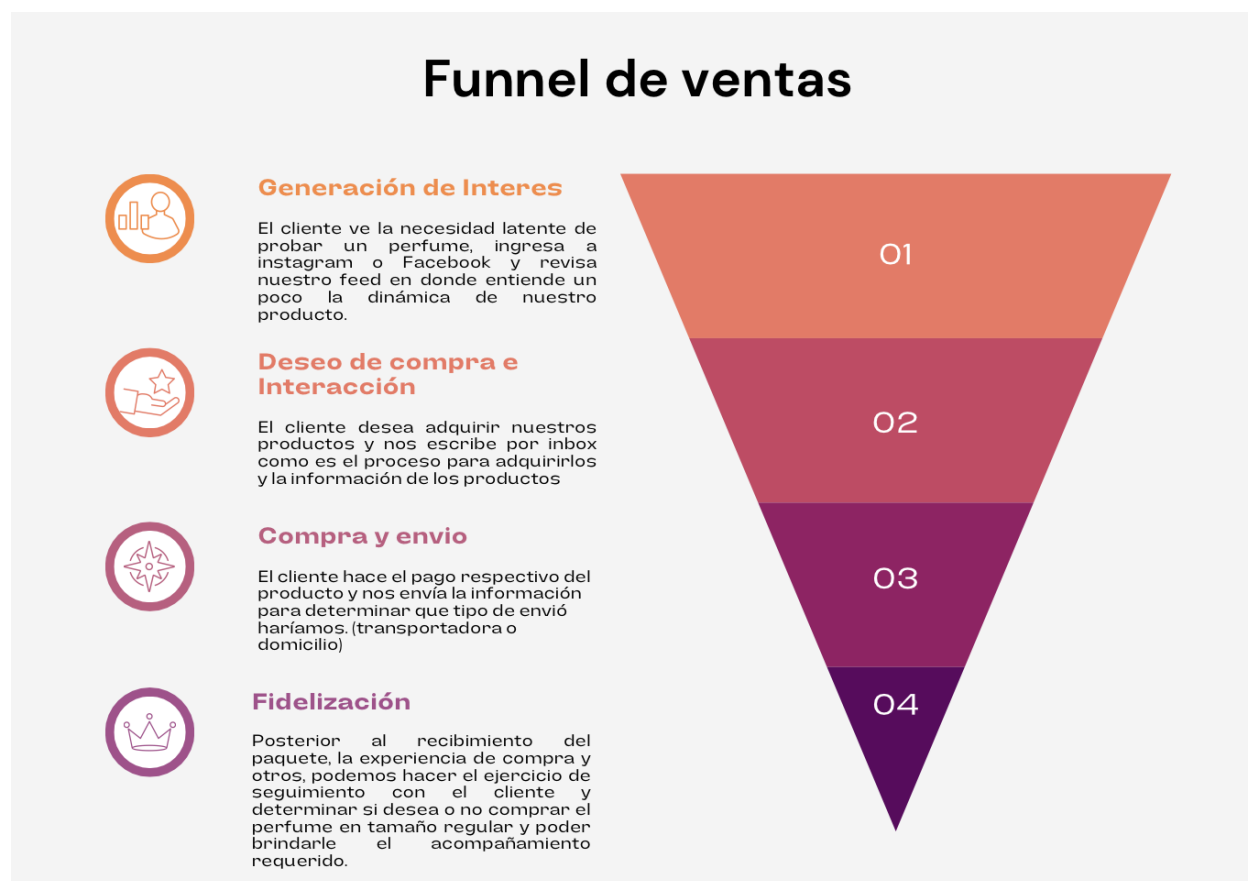 Funnel de ventas
Generación de Interes
El cliente ve la necesidad latente de
probar un perfume, ingresa a
instagram o Facebook y revisa
nuestro feed en donde entiende un
poco la dinámica de nuestro
producto.
01
Deseo de compra e
Interacción
El cliente desea adquirir nuestros
productos y nos escribe por inbox
como es el proceso para adquirirlos
y la información de los productos
02
Compra y envio
El cliente hace el pago respectivo del
producto y nos envía la información
para determinar que tipo de envió
haríamos. (transportadora o
domicilio)
03
Fidelización
Posterior al recibimiento del
paquete, la experiencia de compra y
otros, podemos hacer el ejercicio de
seguimiento con el cliente y
determinar si desea o no comprar el
perfume en tamaño regular y poder
brindarle el acompañamiento
requerido.
04